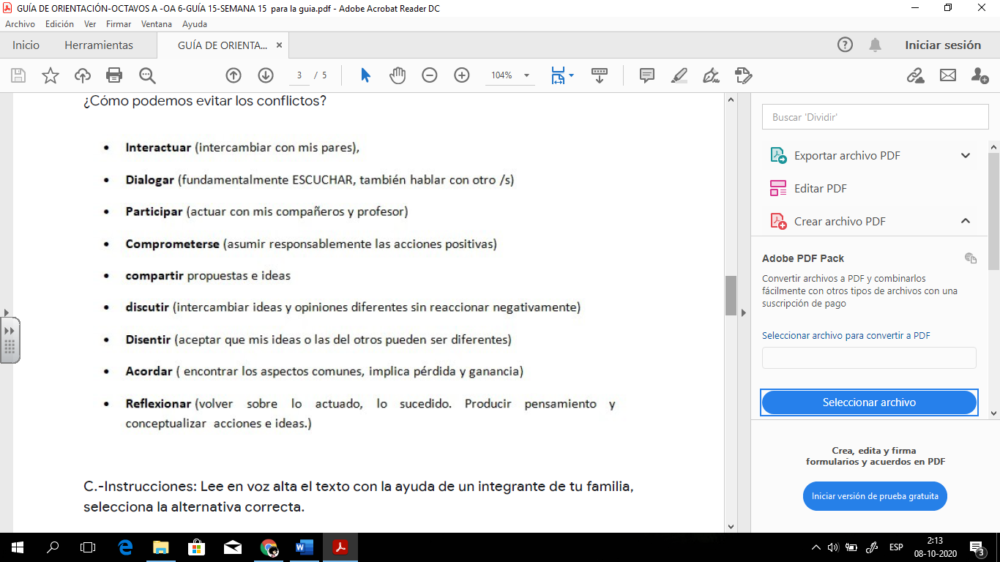 GUÍA DE ORIENTACIÓN-OCTAVOS A -OA 6-GUÍA 15-SEMANA 15 para la guia.pdf - Adobe Acrobat Reader DC
Archivo Edición Ver Firmar Ventana Ayuda
Inicio Herramientas GUÍA DE ORIENTA... × Iniciar sesión
3 / 5 104%
¿Cómo podemos evitar los conflictos?
• Interactuar (intercambiar con mis pares),
• Dialogar (fundamentalmente ESCUCHAR, también hablar con otro /s)
• Participar (actuar con mis compañeros y profesor)
• Comprometerse (asumir responsablemente las acciones positivas)
• compartir propuestas e ideas
• discutir (intercambiar ideas y opiniones diferentes sin reaccionar negativamente)
• Disentir (aceptar que mis ideas o las del otros pueden ser diferentes)
• Acordar ( encontrar los aspectos comunes, implica pérdida y ganancia)
• Reflexionar (volver sobre lo actuado, lo sucedido. Producir pensamiento y
conceptualizar acciones e ideas.)
C.-Instrucciones: Lee en voz alta el texto con la ayuda de un integrante de tu familia,
selecciona la alternativa correcta.
Buscar 'Dividir'
Exportar archivo PDF
Editar PDF
Crear archivo PDF
Adobe PDF Pack
Convertir archivos a PDF y combinarlos
fácilmente con otros tipos de archivos con una
suscripción de pago
Seleccionar archivo para convertir a PDF
Seleccionar archivo
Crea, edita y firma
formularios y acuerdos en PDF
Iniciar versión de prueba gratuita
ESP
2:13
08-10-2020
3